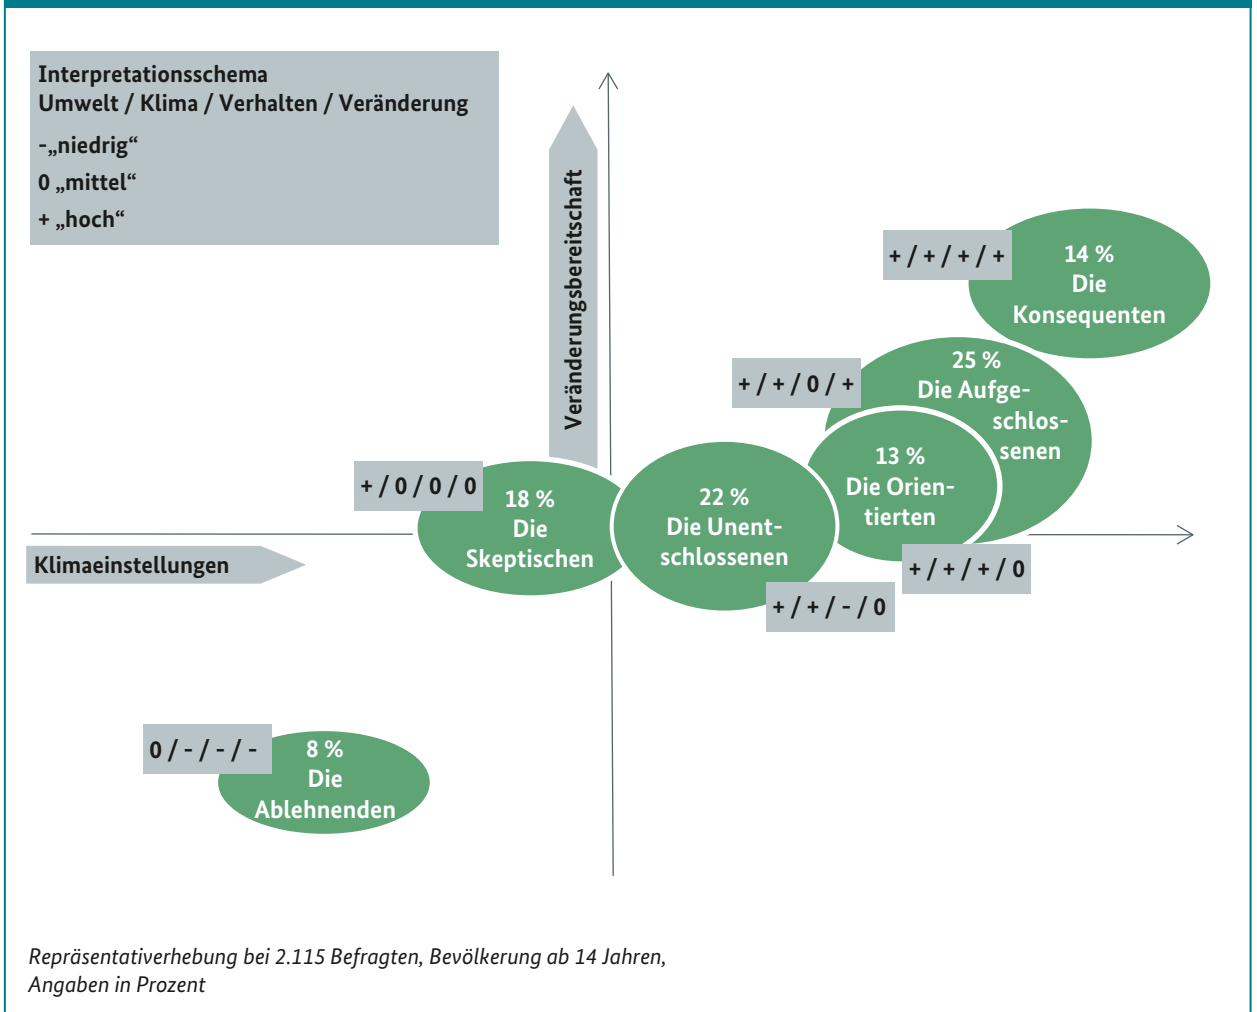 Interpretationsschema
Umwelt / Klima / Verhalten / Veränderung
-„niedrig“
0 „mittel“
+ „hoch“
Veränderungsbereitschaft
+ / + / + / +
14 %
Die
Konsequenten
+ / + / 0 / +
25 %
Die Aufge-
schlos-
senen
13 %
Die Orien-
tierten
+ / + / + / 0
22 %
Die Unent-
schlossenen
+ / + / - / 0
+ / 0 / 0 / 0
18 %
Die
Skeptischen
Klimaeinstellungen
0 / - / - / -
8 %
Die
Ablehnenden
Repräsentativerhebung bei 2.115 Befragten, Bevölkerung ab 14 Jahren,
Angaben in Prozent